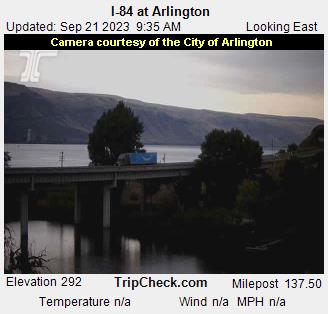 I-84 at Arlington
Updated: Sep 21 2023 9:35 AM Looking East
Camera courtesy of the City of Arlington
Elevation 292 TripCheck.com Milepost 137.50
Temperature n/a Wind n/a MPH n/a